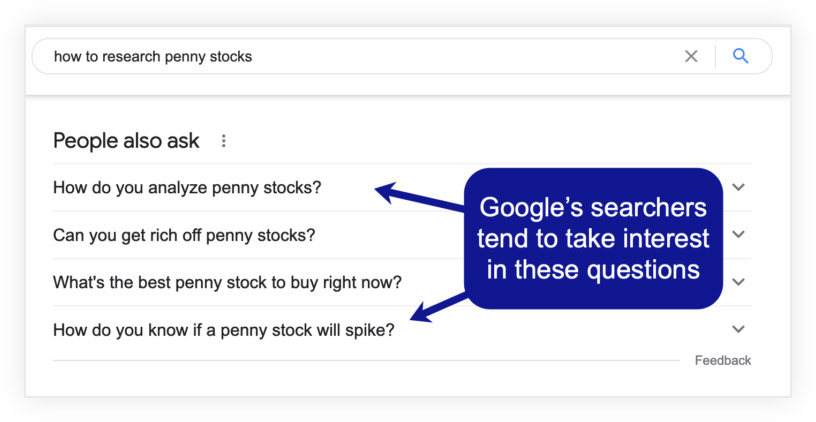 how to research penny stocks
People also ask
How do you analyze penny stocks?
Can you get rich off penny stocks?
What's the best penny stock to buy right now?
How do you know if a penny stock will spike?
Google’s searchers
tend to take interest
in these questions
Feedback